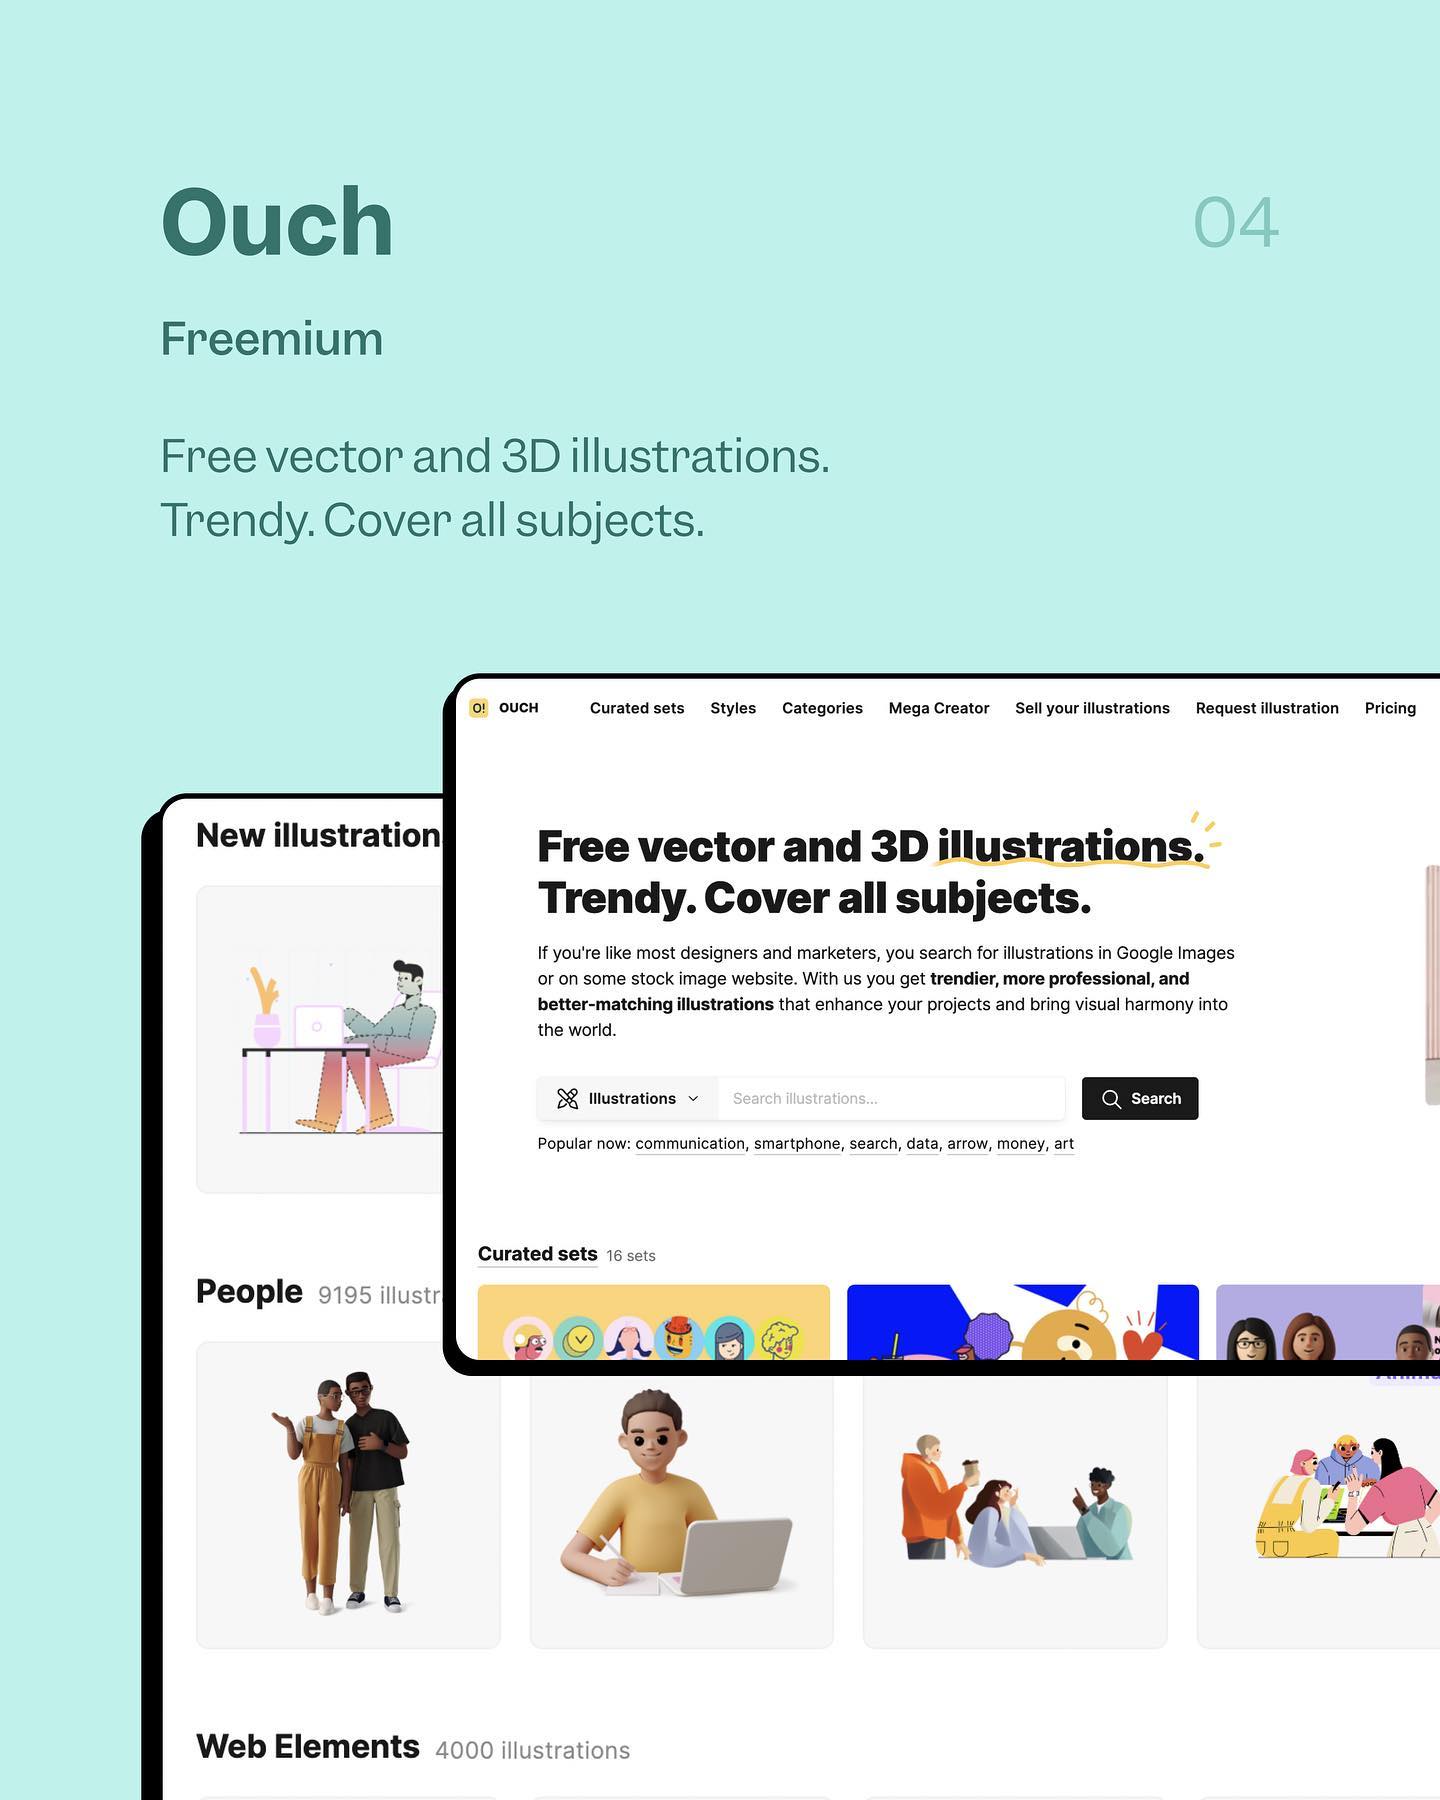 Ouch
04
Freemium
Free vector and 3D illustrations.
Trendy. Cover all subjects.
O! OUCH Curated sets Styles Categories Mega Creator Sell your illustrations Request illustration Pricing
Free vector and 3D illustrations.
Trendy. Cover all subjects.
If you're like most designers and marketers, you search for illustrations in Google Images
or on some stock image website. With us you get trendier, more professional, and
better-matching illustrations that enhance your projects and bring visual harmony into
the world.
Illustrations Search illustrations... Search
Popular now: communication, smartphone, search, data, arrow, money, art
Curated sets 16 sets
New illustration
People 9195 illustr
Web Elements 4000 illustrations